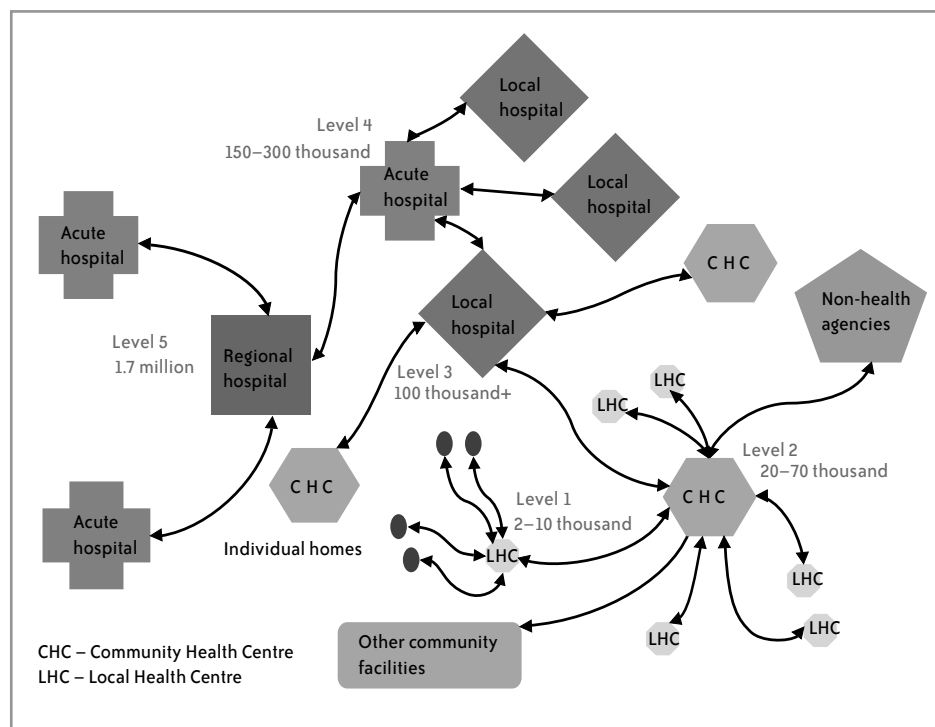 Local
hospital
Level 4
150–300 thousand
Acute
hospital
Local
hospital
Acute
hospital
C H C
Non-health
agencies
Local
hospital
Level 5
1.7 million
Regional
hospital
Level 3
100 thousand+
LHC
LHC
Level 2
20–70 thousand
C H C
C H C
Level 1
2–10 thousand
Acute
hospital
Individual homes
LHC
LHC
LHC
LHC
Other community
facilities
CHC – Community Health Centre
LHC – Local Health Centre